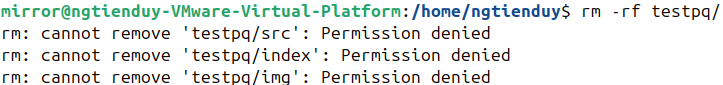 mirror@ngtienduy-VMware-Virtual-Platform:/home/ngtienduy$ rm -rf testpq/
rm: cannot remove 'testpq/src': Permission denied
rm: cannot remove 'testpq/index': Permission denied
rm: cannot remove 'testpq/img': Permission denied